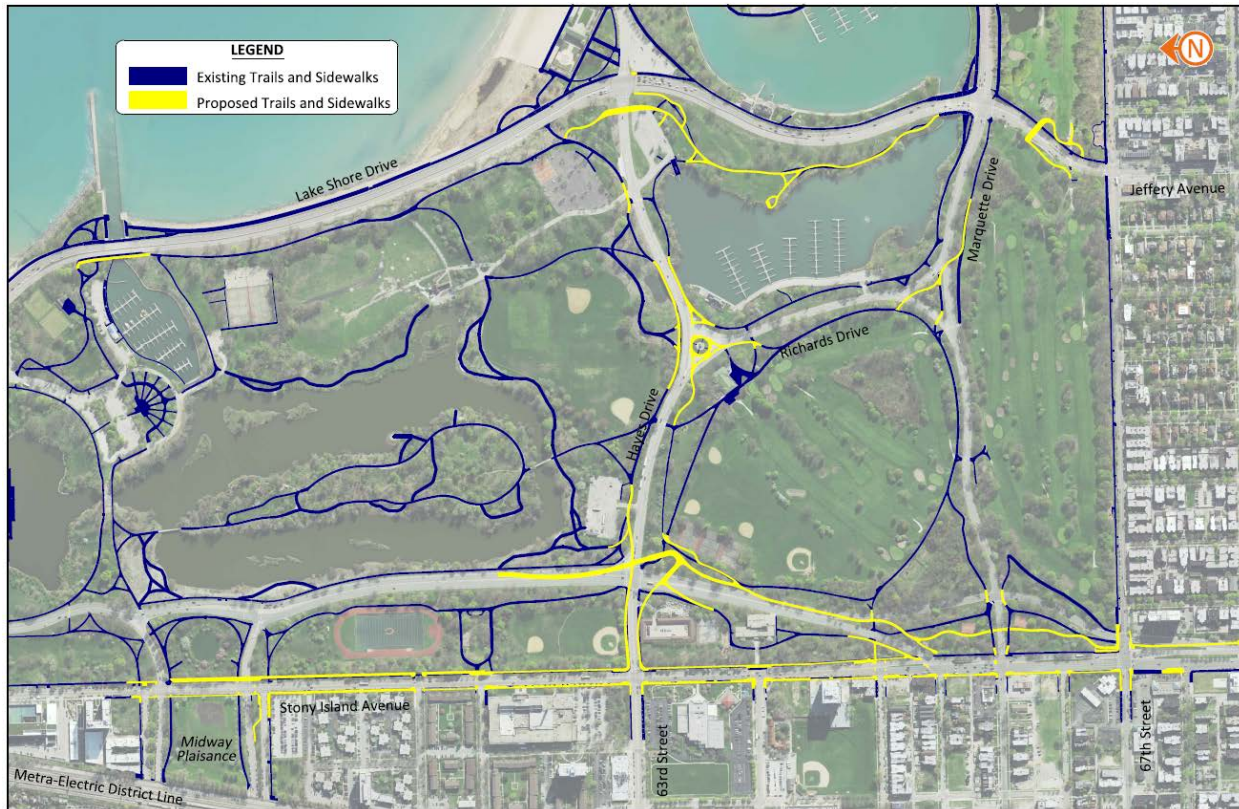 LEGEND
Existing Trails and Sidewalks
Proposed Trails and Sidewalks
N
Lake Shore Drive
Jeffery Avenue
Marquette Drive
Richards Drive
Hayes Drive
Stony Island Avenue
Midway
Plaisance
63rd Street
67th Street
Metra-Electric District Line